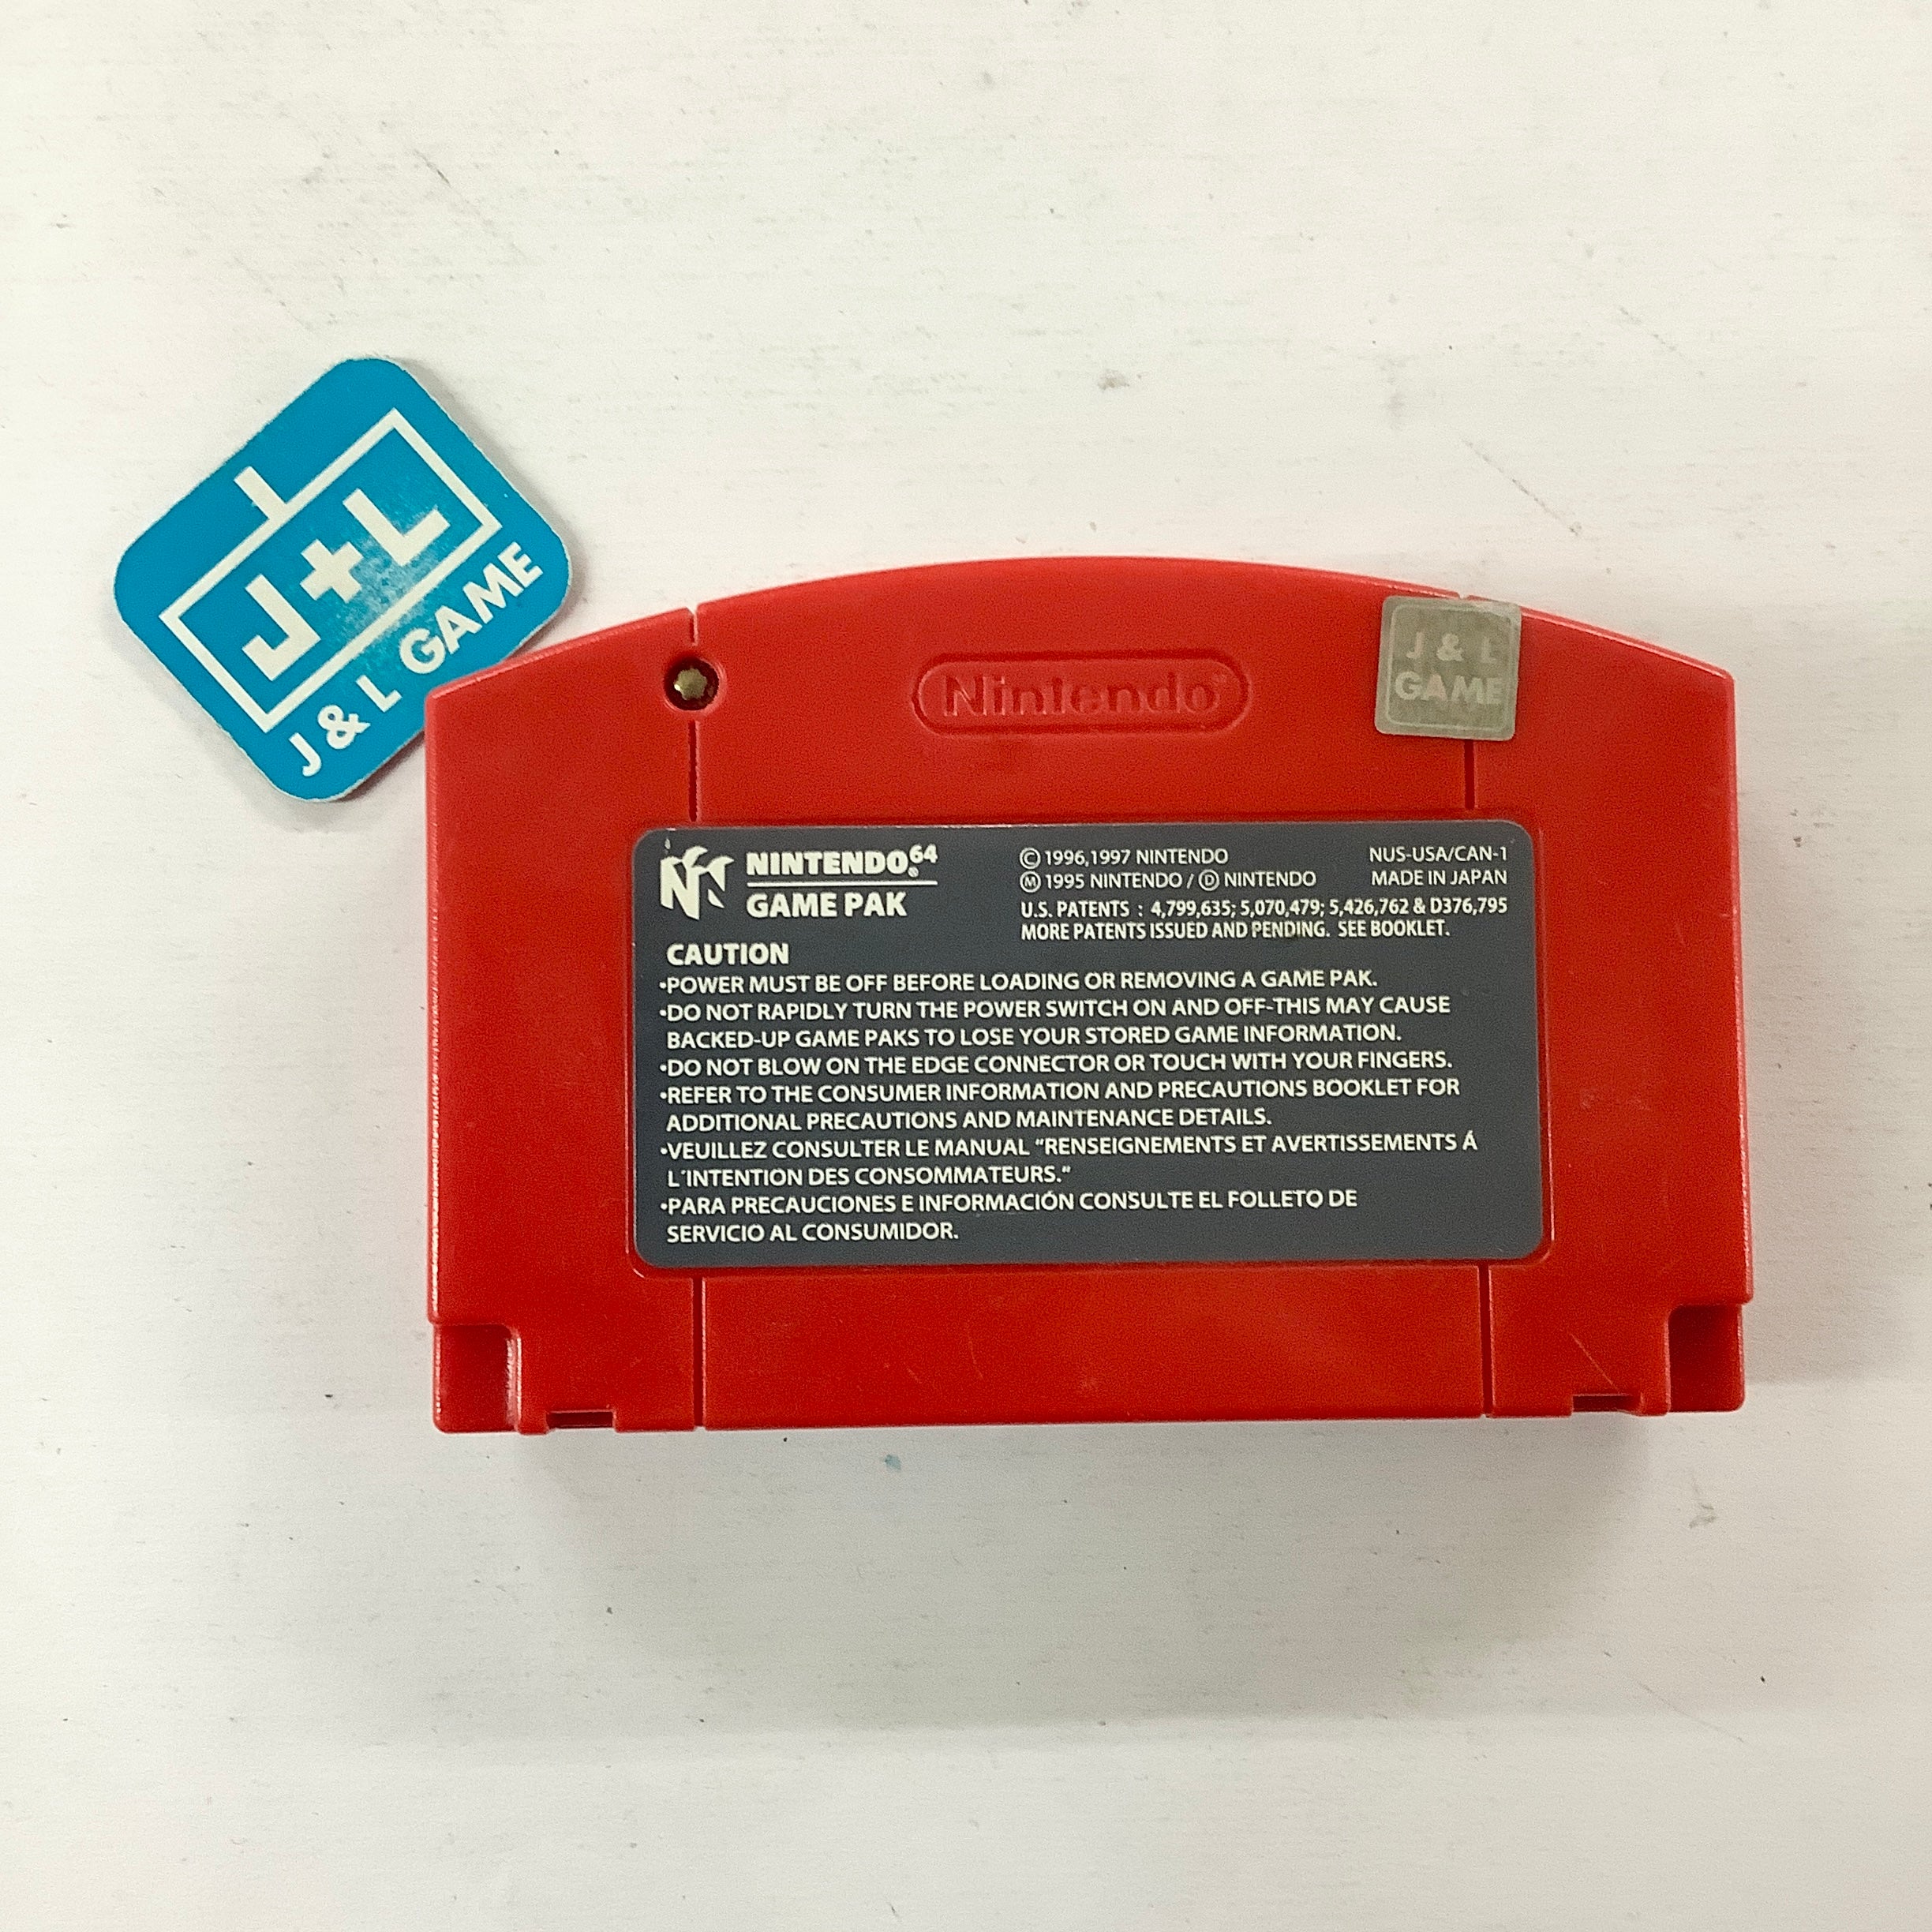 J+L
J & L GAME
Nintendo®
J & L
GAME
NINTENDO64®
GAME PAK
© 1996,1997 NINTENDO
Ⓜ 1995 NINTENDO / Ⓓ NINTENDO
NUS-USA/CAN-1
MADE IN JAPAN
U.S. PATENTS : 4,799,635; 5,070,479; 5,426,762 & D376,795
MORE PATENTS ISSUED AND PENDING. SEE BOOKLET.
CAUTION
•POWER MUST BE OFF BEFORE LOADING OR REMOVING A GAME PAK.
•DO NOT RAPIDLY TURN THE POWER SWITCH ON AND OFF-THIS MAY CAUSE
BACKED-UP GAME PAKS TO LOSE YOUR STORED GAME INFORMATION.
•DO NOT BLOW ON THE EDGE CONNECTOR OR TOUCH WITH YOUR FINGERS.
•REFER TO THE CONSUMER INFORMATION AND PRECAUTIONS BOOKLET FOR
ADDITIONAL PRECAUTIONS AND MAINTENANCE DETAILS.
•VEUILLEZ CONSULTER LE MANUAL "RENSEIGNEMENTS ET AVERTISSEMENTS Á
L´INTENTION DES CONSOMMATEURS."
•PARA PRECAUCIONES E INFORMACIÓN CONSULTE EL FOLLETO DE
SERVICIO AL CONSUMIDOR.